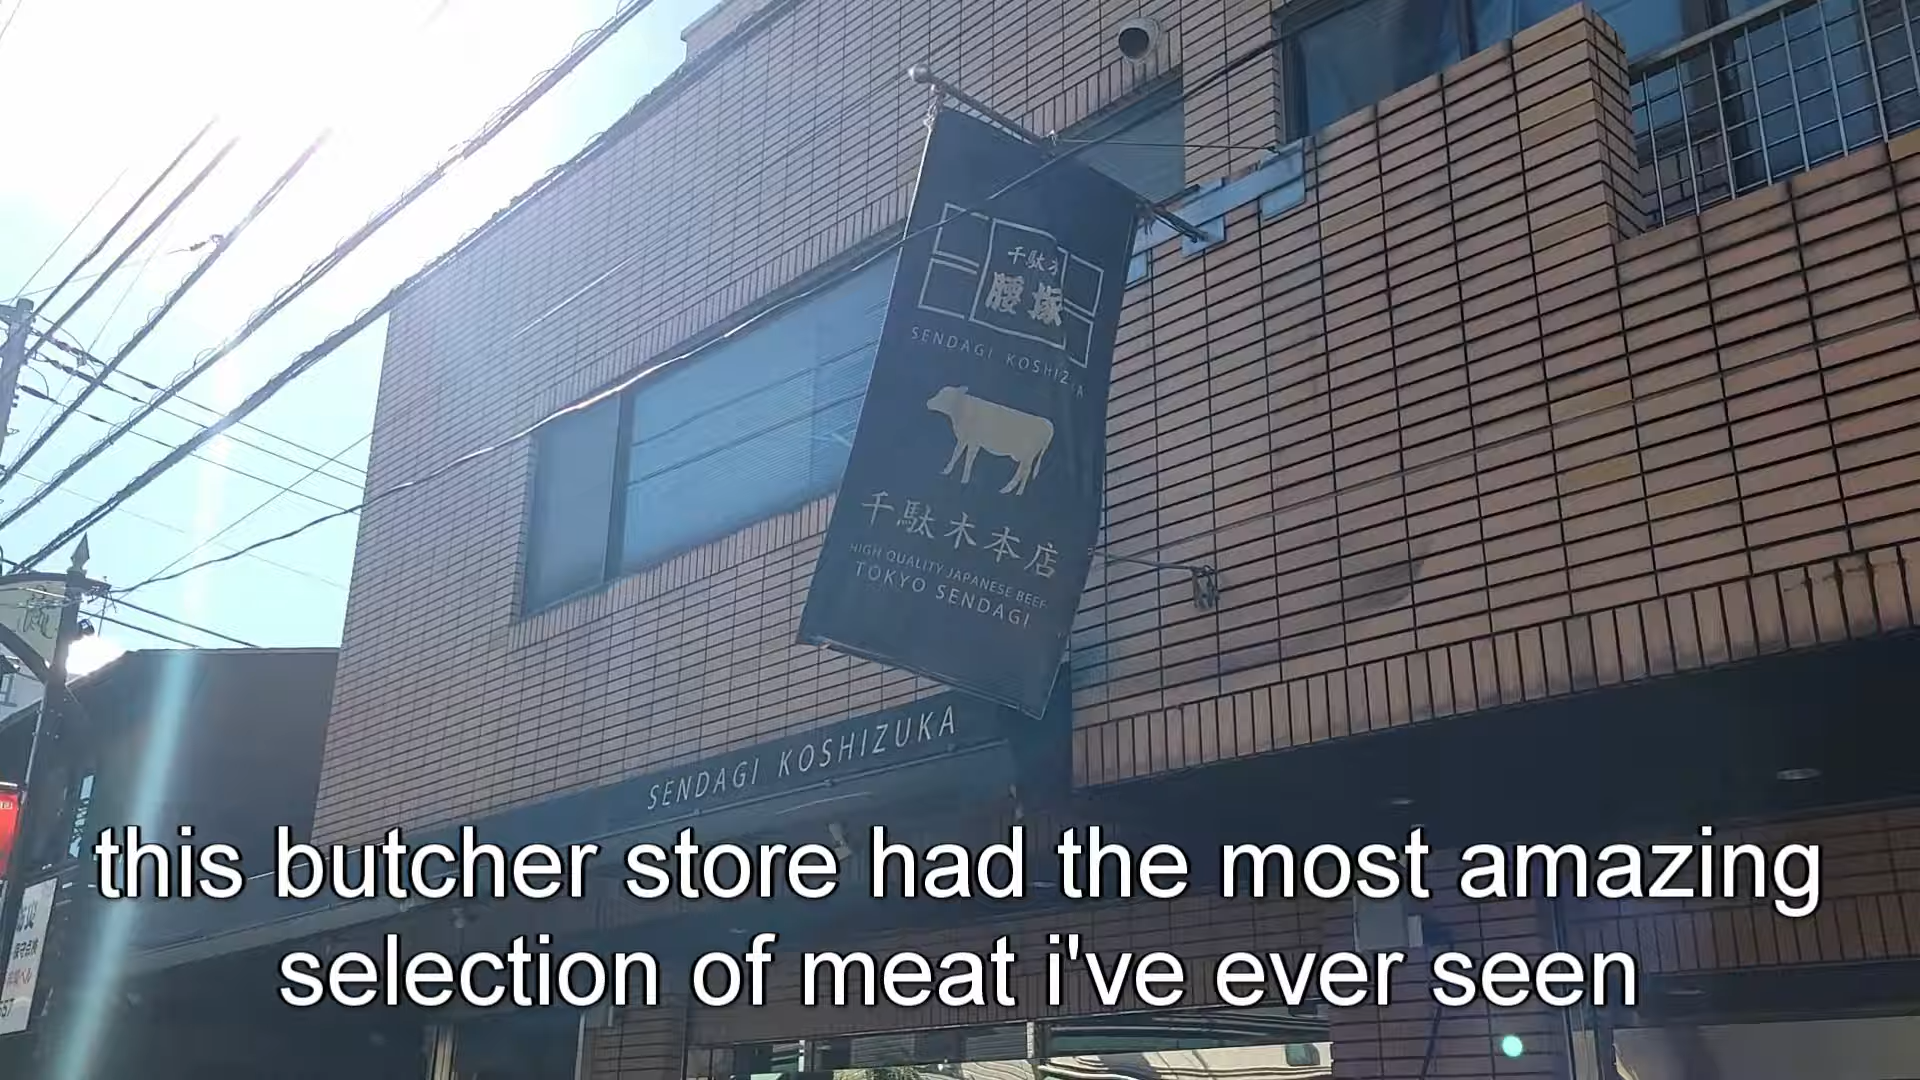 千駄木
腰塚
SENDAGI KOSHIZKA
千駄木本店
HIGH QUALITY JAPANESE BEEF
TOKYO SENDAGI
SENDAGI KOSHIZUKA
this butcher store had the most amazing
selection of meat i've ever seen